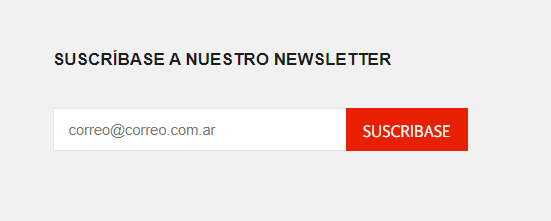 SUSCRÍBASE A NUESTRO NEWSLETTER
correo@correo.com.ar
SUSCRIBASE